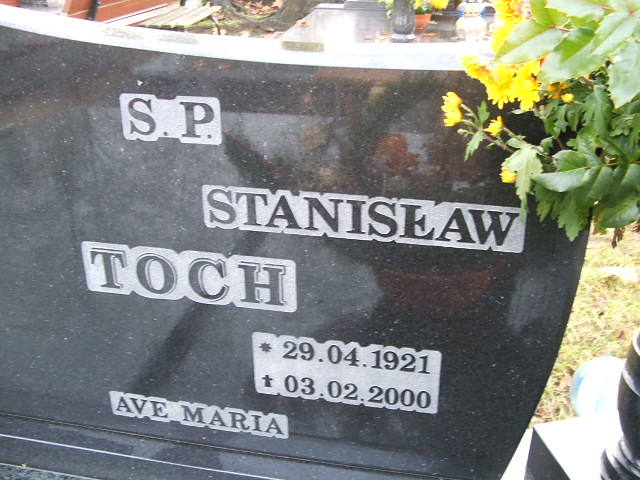 S.P.
STANISŁAW
TOCH
* 29.04.1921
✝ 03.02.2000
AVE MARIA